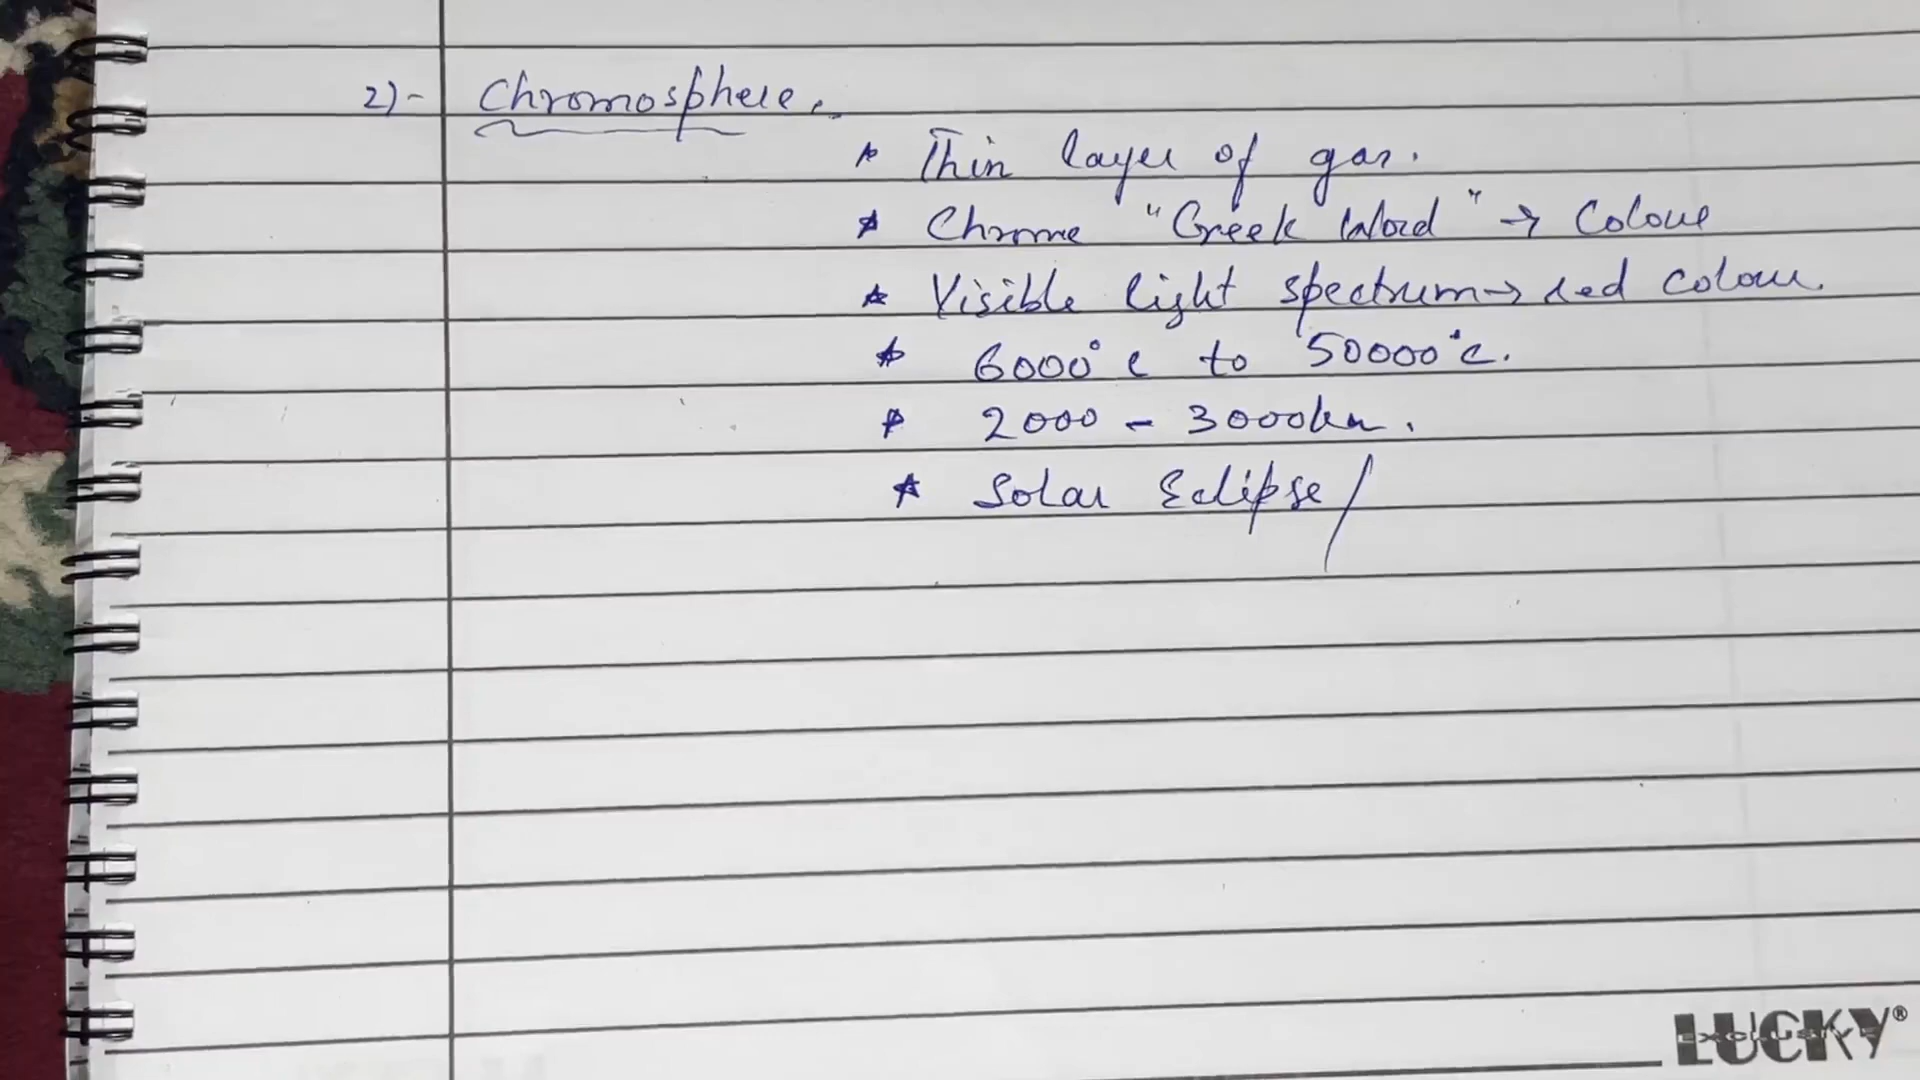 2)- Chromosphere.
* Thin layer of gas.
* Chrome "Greek Word" → Colour
* Visible light spectrum → red colour.
* 6000°c to 50000°c.
* 2000 - 3000km.
* Solar Eclipse/
LUCKY®
EXCLUSIVE